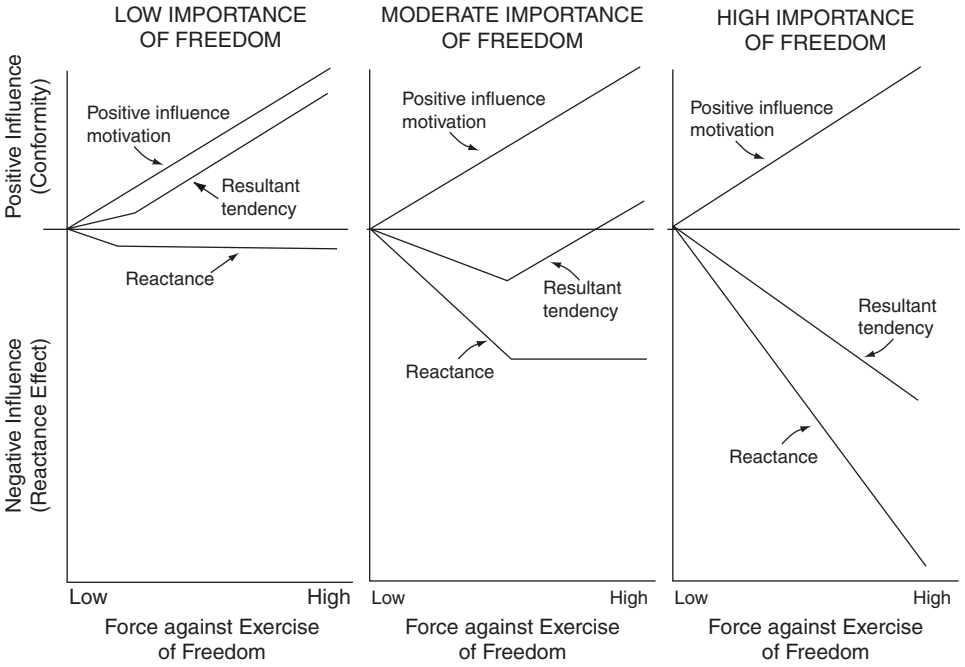 LOW IMPORTANCE
OF FREEDOM
Positive Influence
(Conformity)
Negative Influence
(Reactance Effect)
Positive influence
motivation
Resultant
tendency
Reactance
Low
High
Force against Exercise
of Freedom
MODERATE IMPORTANCE
OF FREEDOM
Positive influence
motivation
Resultant
tendency
Reactance
Low
High
Force against Exercise
of Freedom
HIGH IMPORTANCE
OF FREEDOM
Positive influence
motivation
Resultant
tendency
Reactance
Low
High
Force against Exercise
of Freedom